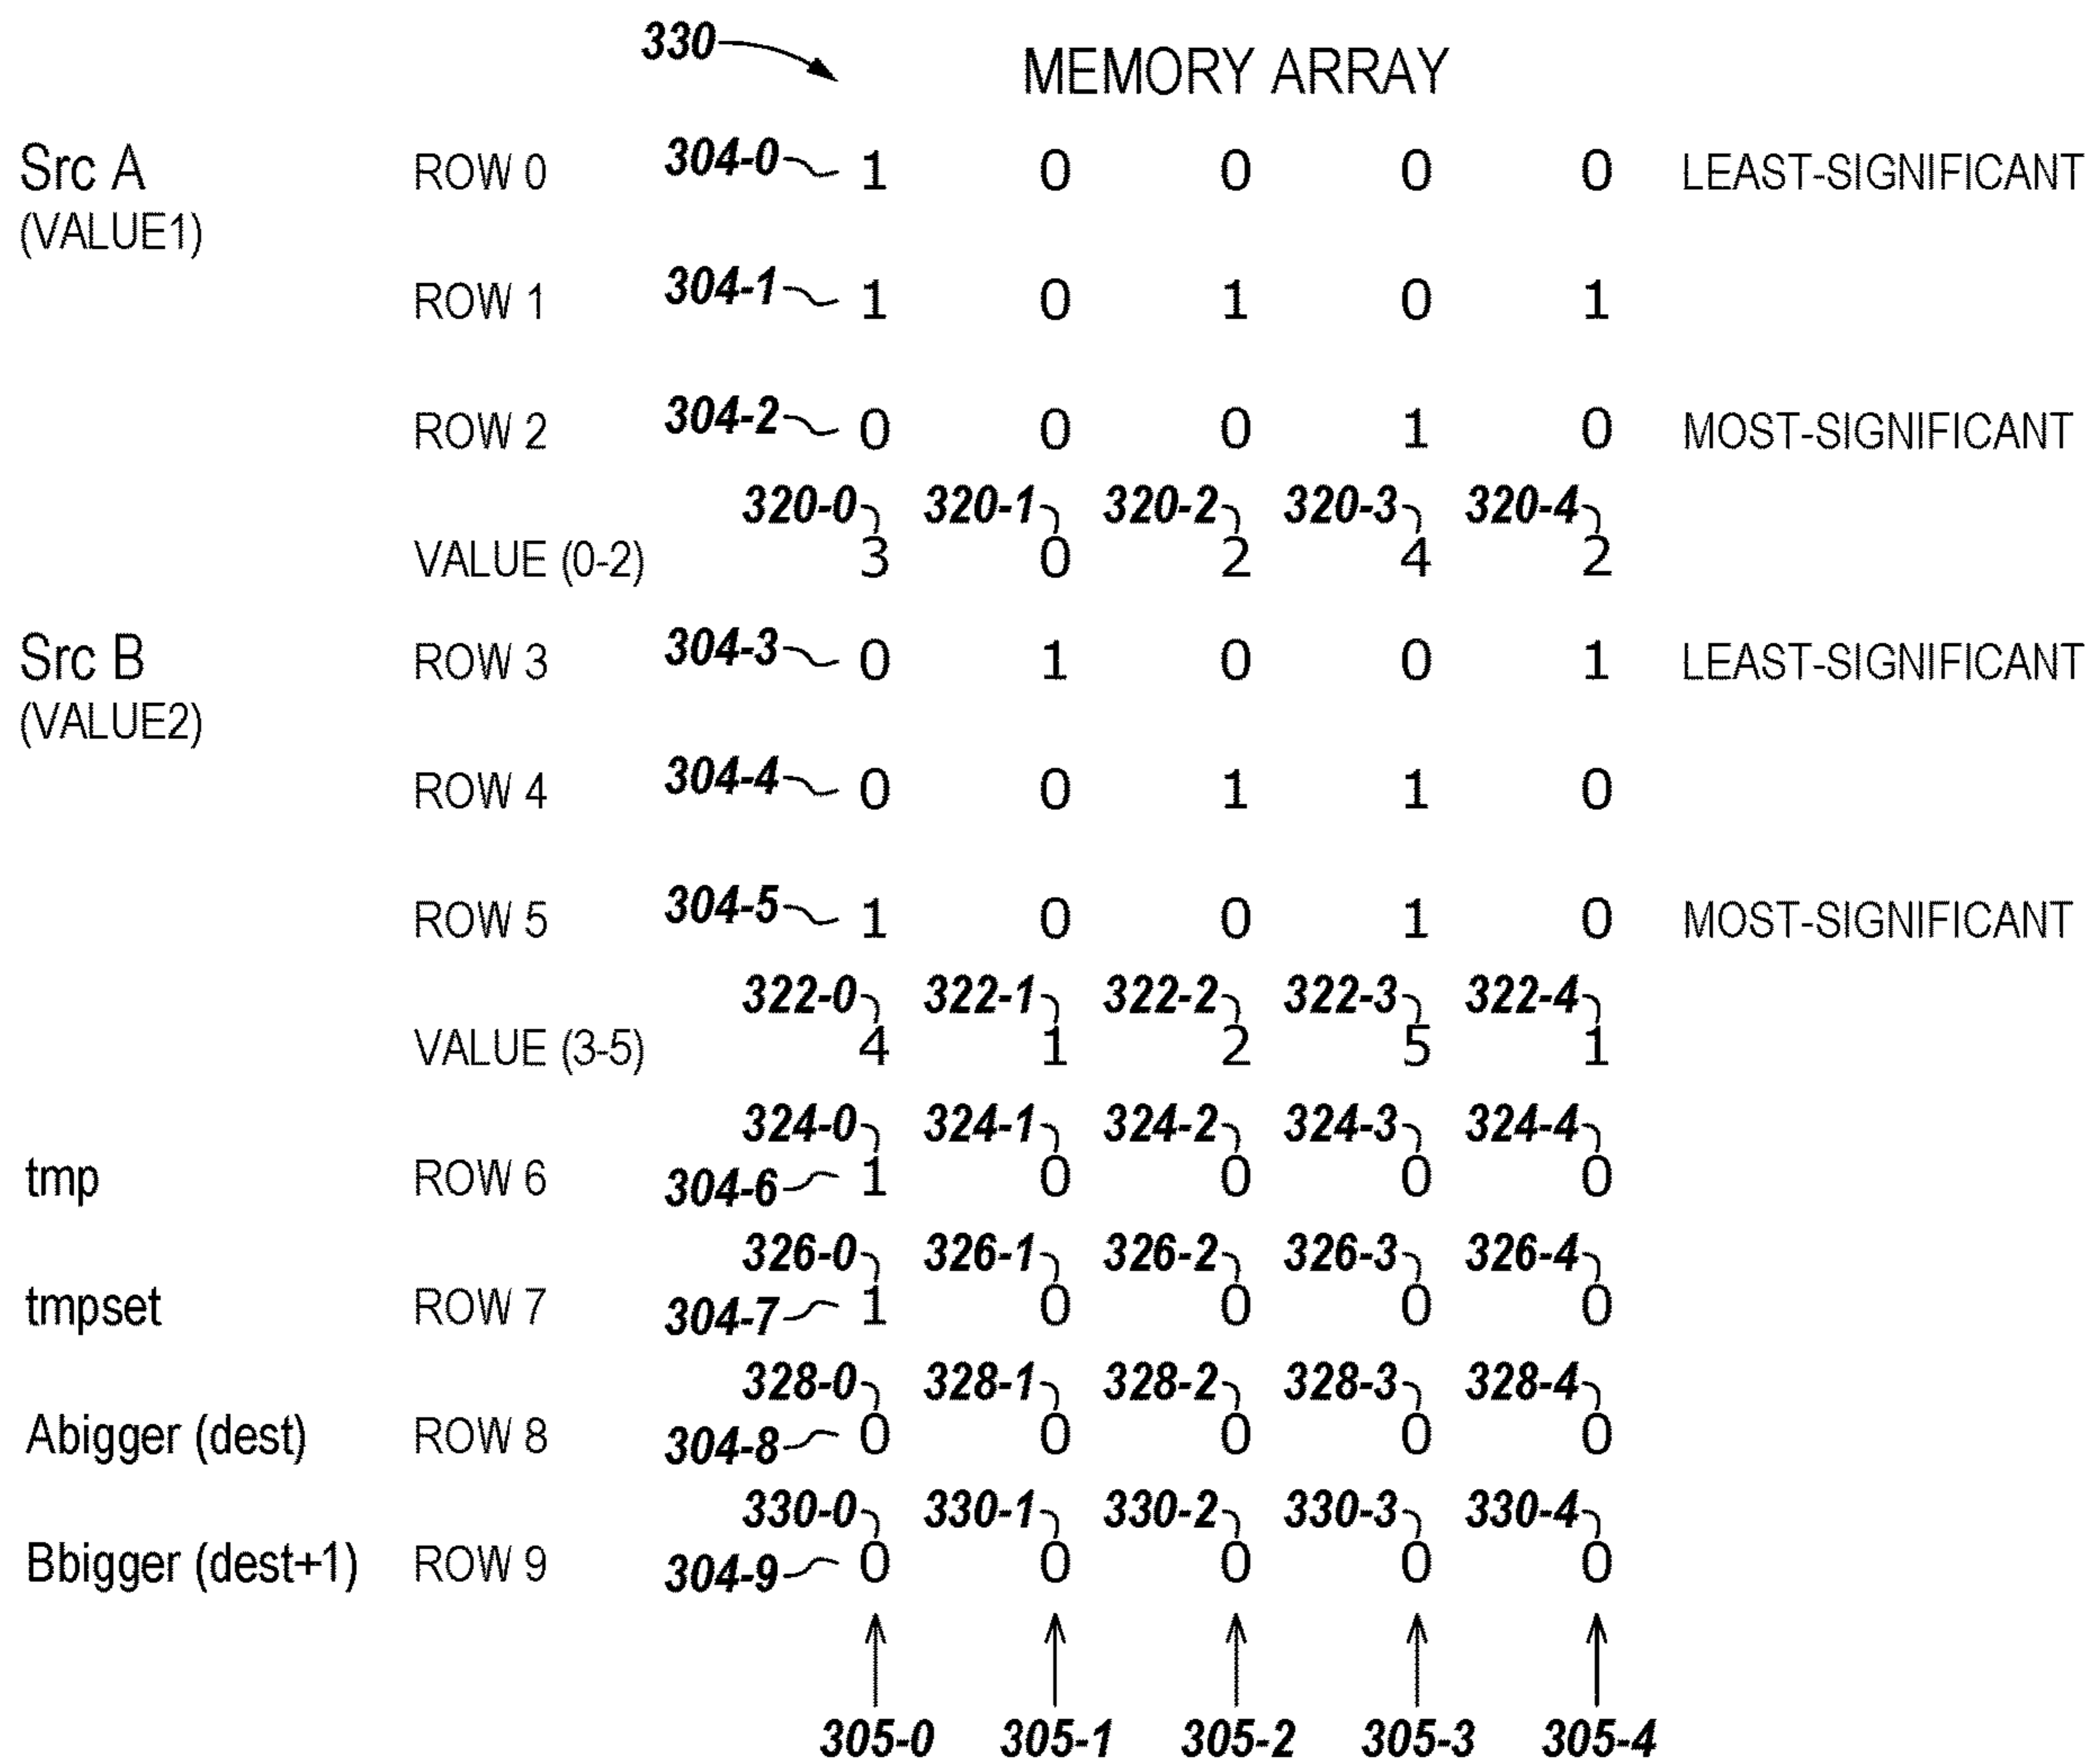 330 MEMORY ARRAY
Src A ROW 0 304-0 1 0 0 0 0 LEAST-SIGNIFICANT
(VALUE1)
ROW 1 304-1 1 0 1 0 1
ROW 2 304-2 0 0 0 1 0 MOST-SIGNIFICANT
320-0 320-1 320-2 320-3 320-4
VALUE (0-2) 3 0 2 4 2
Src B ROW 3 304-3 0 1 0 0 1 LEAST-SIGNIFICANT
(VALUE2)
ROW 4 304-4 0 0 1 1 0
ROW 5 304-5 1 0 0 1 0 MOST-SIGNIFICANT
322-0 322-1 322-2 322-3 322-4
VALUE (3-5) 4 1 2 5 1
324-0 324-1 324-2 324-3 324-4
tmp ROW 6 304-6 1 0 0 0 0
326-0 326-1 326-2 326-3 326-4
tmpset ROW 7 304-7 1 0 0 0 0
328-0 328-1 328-2 328-3 328-4
Abigger (dest) ROW 8 304-8 0 0 0 0 0
330-0 330-1 330-2 330-3 330-4
Bbigger (dest+1) ROW 9 304-9 0 0 0 0 0
305-0 305-1 305-2 305-3 305-4